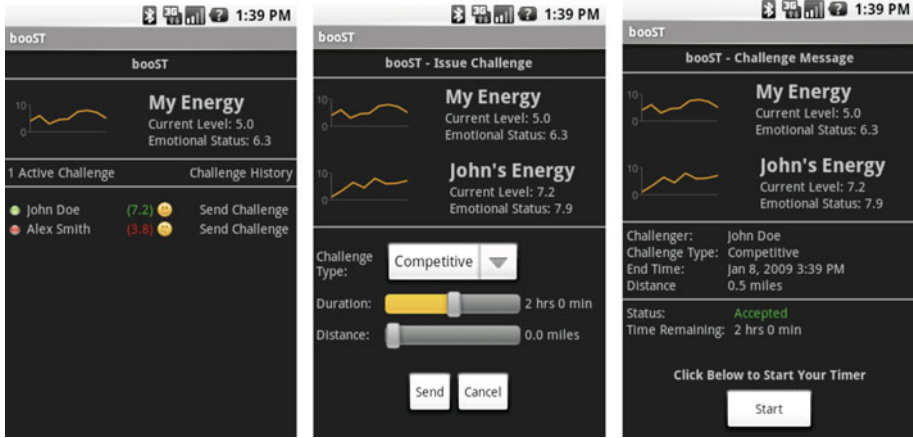 3G 1:39 PM
booST
booST
10
0
My Energy
Current Level: 5.0
Emotional Status: 6.3
1 Active Challenge Challenge History
John Doe (7.2) Send Challenge
Alex Smith (3.8) Send Challenge
3G 1:39 PM
booST
booST - Issue Challenge
10
0
My Energy
Current Level: 5.0
Emotional Status: 6.3
10
0
John's Energy
Current Level: 7.2
Emotional Status: 7.9
Challenge
Type:
Competitive
Duration: 2 hrs 0 min
Distance: 0.0 miles
Send Cancel
3G 1:39 PM
booST
booST - Challenge Message
10
0
My Energy
Current Level: 5.0
Emotional Status: 6.3
10
0
John's Energy
Current Level: 7.2
Emotional Status: 7.9
Challenger: John Doe
Challenge Type: Competitive
End Time: Jan 8, 2009 3:39 PM
Distance 0.5 miles
Status: Accepted
Time Remaining: 2 hrs 0 min
Click Below to Start Your Timer
Start